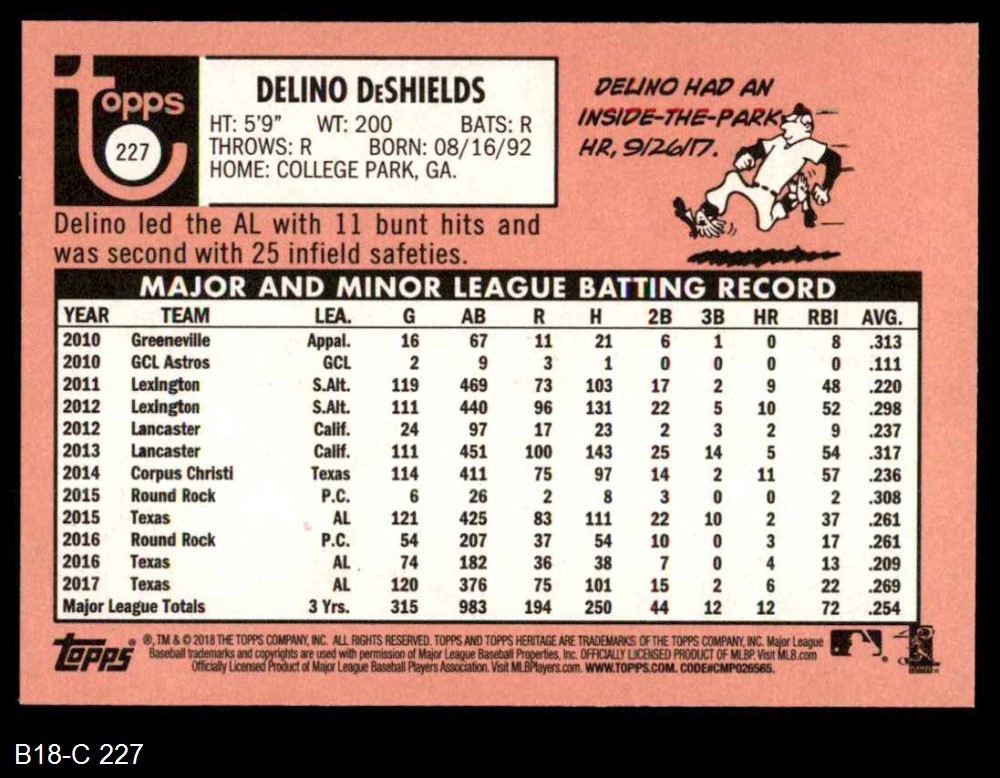 Topps
227
DELINO DeSHIELDS
HT: 5'9" WT: 200 BATS: R
THROWS: R BORN: 08/16/92
HOME: COLLEGE PARK, GA.
DELINO HAD AN
INSIDE-THE-PARK
HR, 9/26/17.
Delino led the AL with 11 bunt hits and
was second with 25 infield safeties.
MAJOR AND MINOR LEAGUE BATTING RECORD
YEAR TEAM LEA. G AB R H 2B 3B HR RBI AVG.
2010 Greeneville Appal. 16 67 11 21 6 1 0 8 .313
2010 GCL Astros GCL 2 9 3 1 0 0 0 0 .111
2011 Lexington S.Alt. 119 469 73 103 17 2 9 48 .220
2012 Lexington S.Alt. 111 440 96 131 22 5 10 52 .298
2012 Lancaster Calif. 24 97 17 23 2 3 2 9 .237
2013 Lancaster Calif. 111 451 100 143 25 14 5 54 .317
2014 Corpus Christi Texas 114 411 75 97 14 2 11 57 .236
2015 Round Rock P.C. 6 26 2 8 3 0 0 2 .308
2015 Texas AL 121 425 83 111 22 10 2 37 .261
2016 Round Rock P.C. 54 207 37 54 10 0 3 17 .261
2016 Texas AL 74 182 36 38 7 0 4 13 .209
2017 Texas AL 120 376 75 101 15 2 6 22 .269
Major League Totals 3 Yrs. 315 983 194 250 44 12 12 72 .254
Topps ®, TM & © 2018 THE TOPPS COMPANY, INC. ALL RIGHTS RESERVED. TOPPS AND TOPPS HERITAGE ARE TRADEMARKS OF THE TOPPS COMPANY, INC. Major League
Baseball trademarks and copyrights are used with permission of Major League Baseball Properties, Inc. OFFICIALLY LICENSED PRODUCT OF MLBP. Visit MLB.com
Officially Licensed Product of Major League Baseball Players Association. Visit MLBPlayers.com. WWW.TOPPS.COM. CODE#CMP026565.
B18-C 227